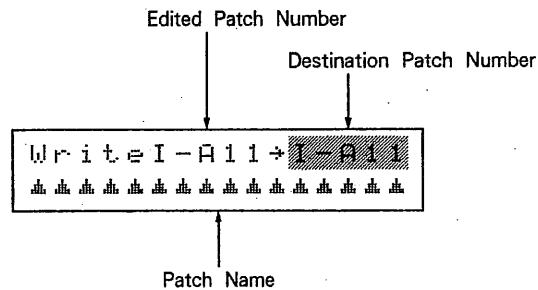 Edited Patch Number
Destination Patch Number
WriteI-A11→I-A11
Patch Name